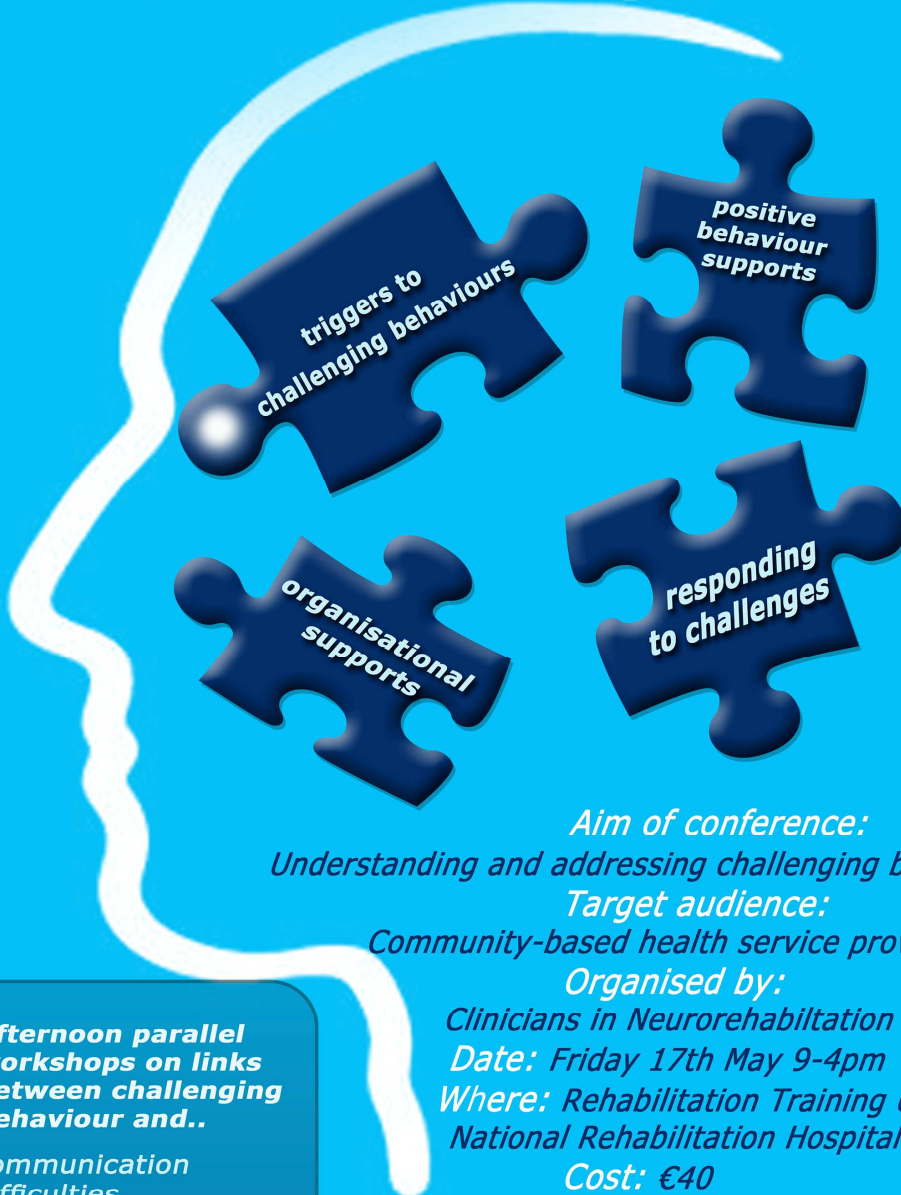 positive
behaviour
supports
triggers to
challenging behaviours
responding
to challenges
organisational
supports
Aim of conference:
Understanding and addressing challenging
Target audience:
Community-based health service
Organised by:
Clinicians in Neurorehabiltation
Date: Friday 17th May 9-4pm
Where: Rehabilitation Training
National Rehabilitation Hospital
Cost: €40
fternoon parallel
orkshops on links
etween challenging
ehaviour and..
ommunication